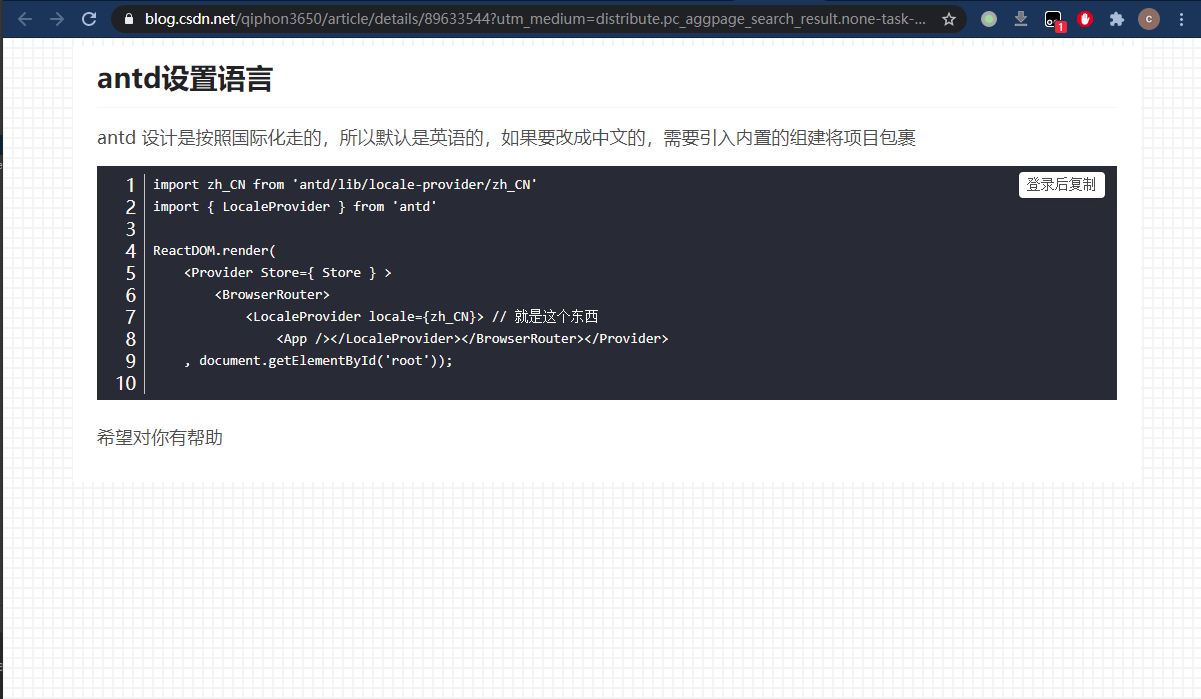 blog.csdn.net/qiphon3650/article/details/89633544?utm_medium=distribute.pc_aggpage_search_result.none-task-...
1
C
antd设置语言
antd 设计是按照国际化走的，所以默认是英语的，如果要改成中文的，需要引入内置的组建将项目包裹
登录后复制
1 import zh_CN from 'antd/lib/locale-provider/zh_CN'
2 import { LocaleProvider } from 'antd'
3
4 ReactDOM.render(
5     <Provider Store={ Store } >
6         <BrowserRouter>
7             <LocaleProvider locale={zh_CN}> // 就是这个东西
8                 <App /></LocaleProvider></BrowserRouter></Provider>
9     , document.getElementById('root'));
10
希望对你有帮助